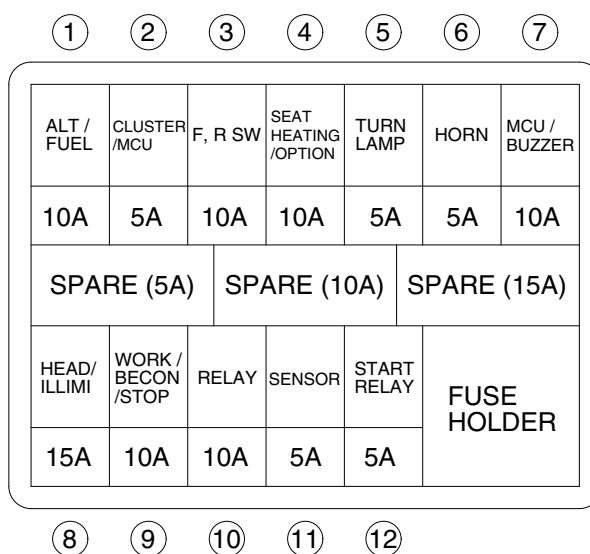 1 2 3 4 5 6 7
ALT /
FUEL
CLUSTER
/MCU
F, R SW
SEAT
HEATING
/OPTION
TURN
LAMP
HORN
MCU /
BUZZER
10A 5A 10A 10A 5A 5A 10A
SPARE (5A) SPARE (10A) SPARE (15A)
HEAD/
ILLIMI
WORK /
BECON
/STOP
RELAY
SENSOR
START
RELAY
FUSE
HOLDER
15A 10A 10A 5A 5A
8 9 10 11 12